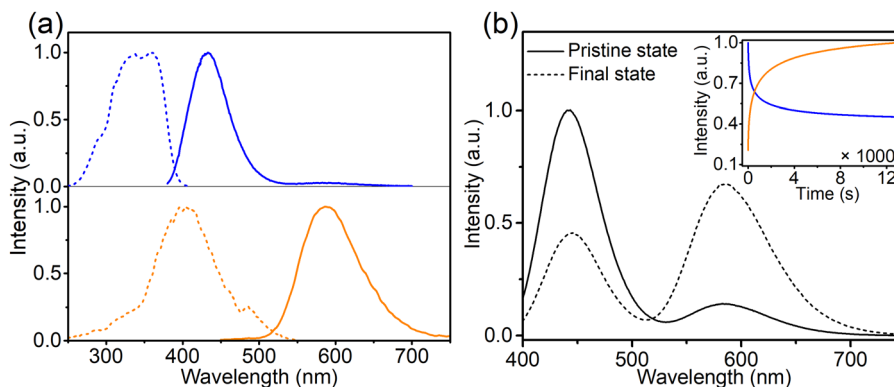 (a)
Intensity (a.u.)
1.0
0.5
0.0
1.0
0.5
0.0
300 400 500 600 700
Wavelength (nm)
(b)
Intensity (a.u.)
1.0
0.5
0.0
400 500 600 700
Wavelength (nm)
Pristine state
Final state
Intensity (a.u.)
1.0
0.7
0.4
0.1
0 4 8 12
× 1000
Time (s)